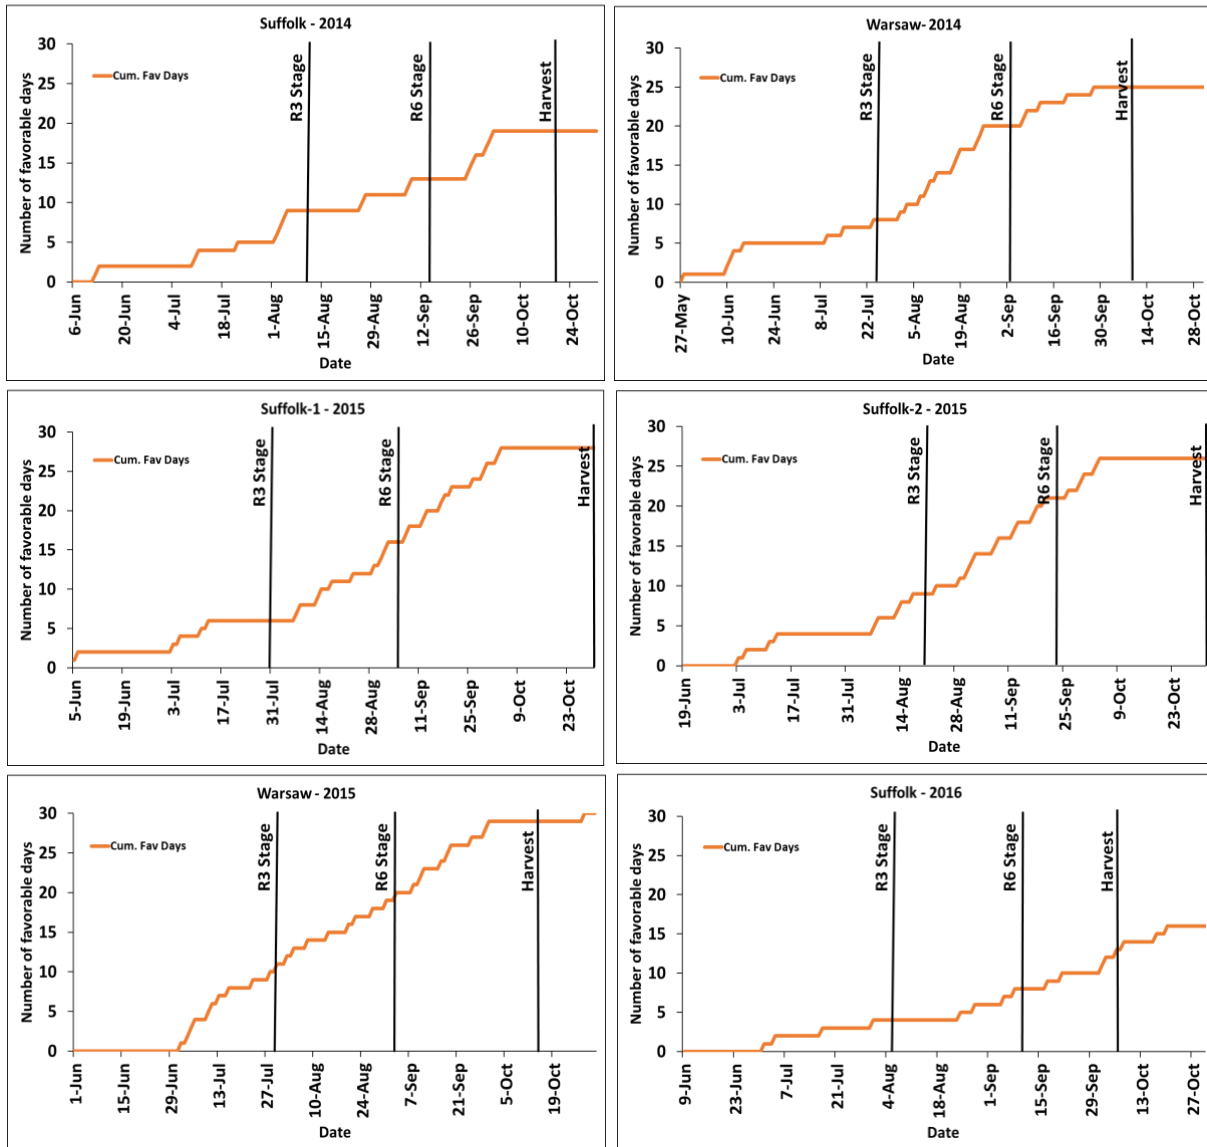 Suffolk - 2014
Number of favorable days
30
25
20
15
10
5
0
Cum. Fav Days
R3 Stage
R6 Stage
Harvest
6-Jun
20-Jun
4-Jul
18-Jul
1-Aug
15-Aug
29-Aug
12-Sep
26-Sep
10-Oct
24-Oct
Date
Warsaw- 2014
Number of favorable days
30
25
20
15
10
5
0
Cum. Fav Days
R3 Stage
R6 Stage
Harvest
27-May
10-Jun
24-Jun
8-Jul
22-Jul
5-Aug
19-Aug
2-Sep
16-Sep
30-Sep
14-Oct
28-Oct
Date
Suffolk-1 - 2015
Number of favorable days
30
25
20
15
10
5
0
Cum. Fav Days
R3 Stage
R6 Stage
Harvest
5-Jun
19-Jun
3-Jul
17-Jul
31-Jul
14-Aug
28-Aug
11-Sep
25-Sep
9-Oct
23-Oct
Date
Suffolk-2 - 2015
Number of favorable days
30
25
20
15
10
5
0
Cum. Fav Days
R3 Stage
R6 Stage
Harvest
19-Jun
3-Jul
17-Jul
31-Jul
14-Aug
28-Aug
11-Sep
25-Sep
9-Oct
23-Oct
Date
Warsaw - 2015
Number of favorable days
30
25
20
15
10
5
0
Cum. Fav Days
R3 Stage
R6 Stage
Harvest
1-Jun
15-Jun
29-Jun
13-Jul
27-Jul
10-Aug
24-Aug
7-Sep
21-Sep
5-Oct
19-Oct
Date
Suffolk - 2016
Number of favorable days
30
25
20
15
10
5
0
Cum. Fav Days
R3 Stage
R6 Stage
Harvest
9-Jun
23-Jun
7-Jul
21-Jul
4-Aug
18-Aug
1-Sep
15-Sep
29-Sep
13-Oct
27-Oct
Date